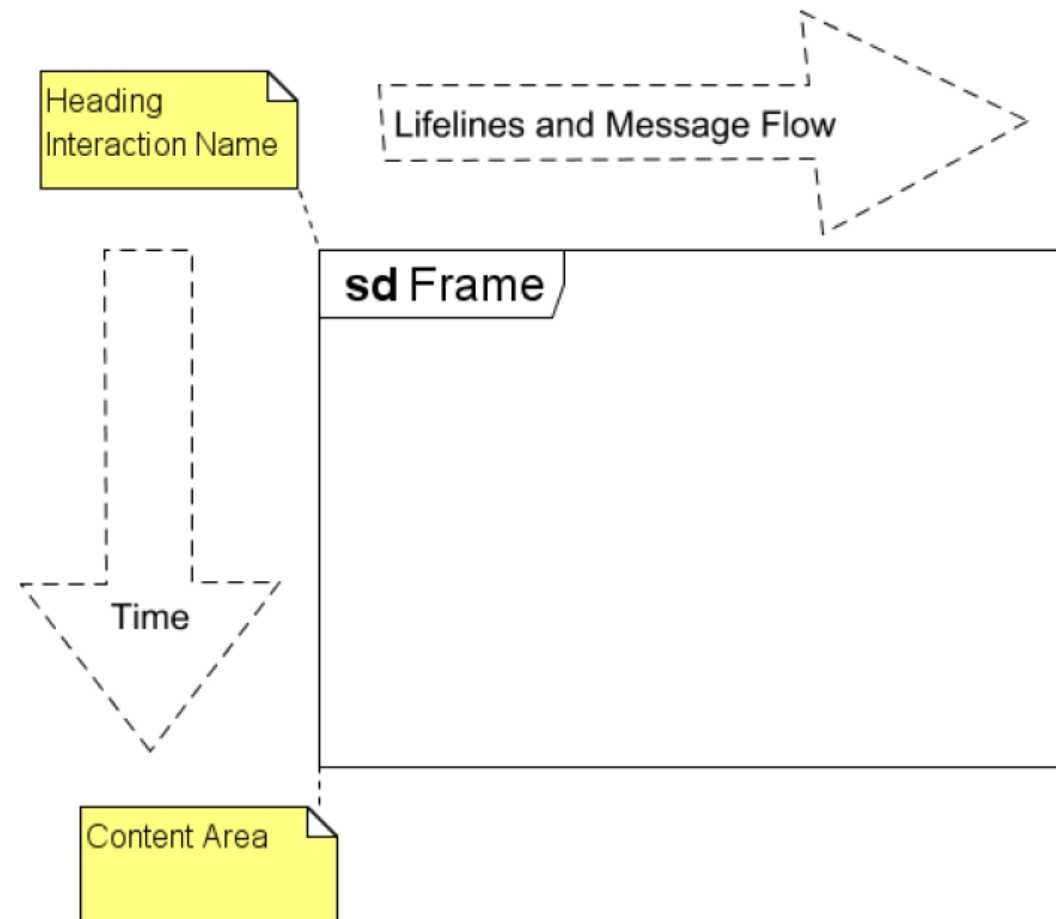 Heading
Interaction Name
Lifelines and Message Flow
sd Frame
Time
Content Area